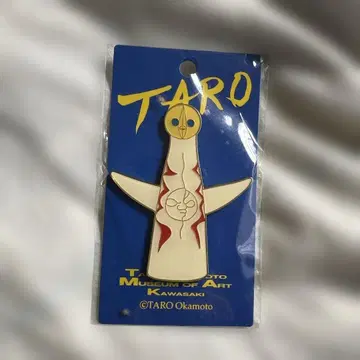 TARO
MUSEUM OF ART
KAWASAKI
©TARO Okamoto